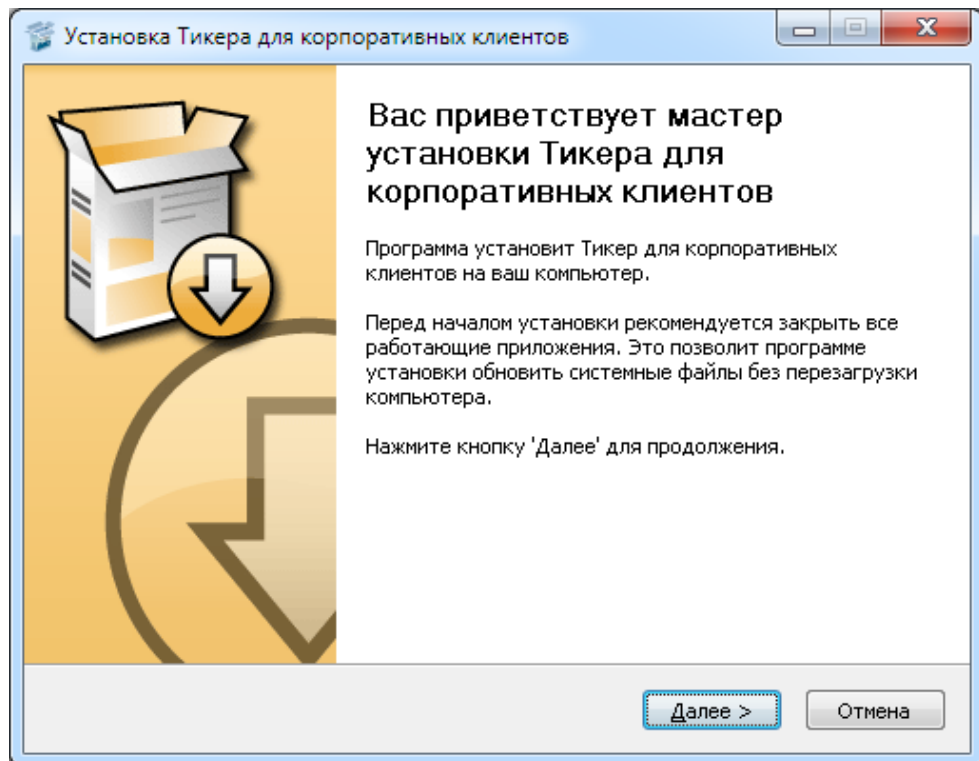 Установка Тикера для корпоративных клиентов
Вас приветствует мастер
установки Тикера для
корпоративных клиентов
Программа установит Тикер для корпоративных
клиентов на ваш компьютер.
Перед началом установки рекомендуется закрыть все
работающие приложения. Это позволит программе
установки обновить системные файлы без перезагрузки
компьютера.
Нажмите кнопку 'Далее' для продолжения.
Далее >
Отмена